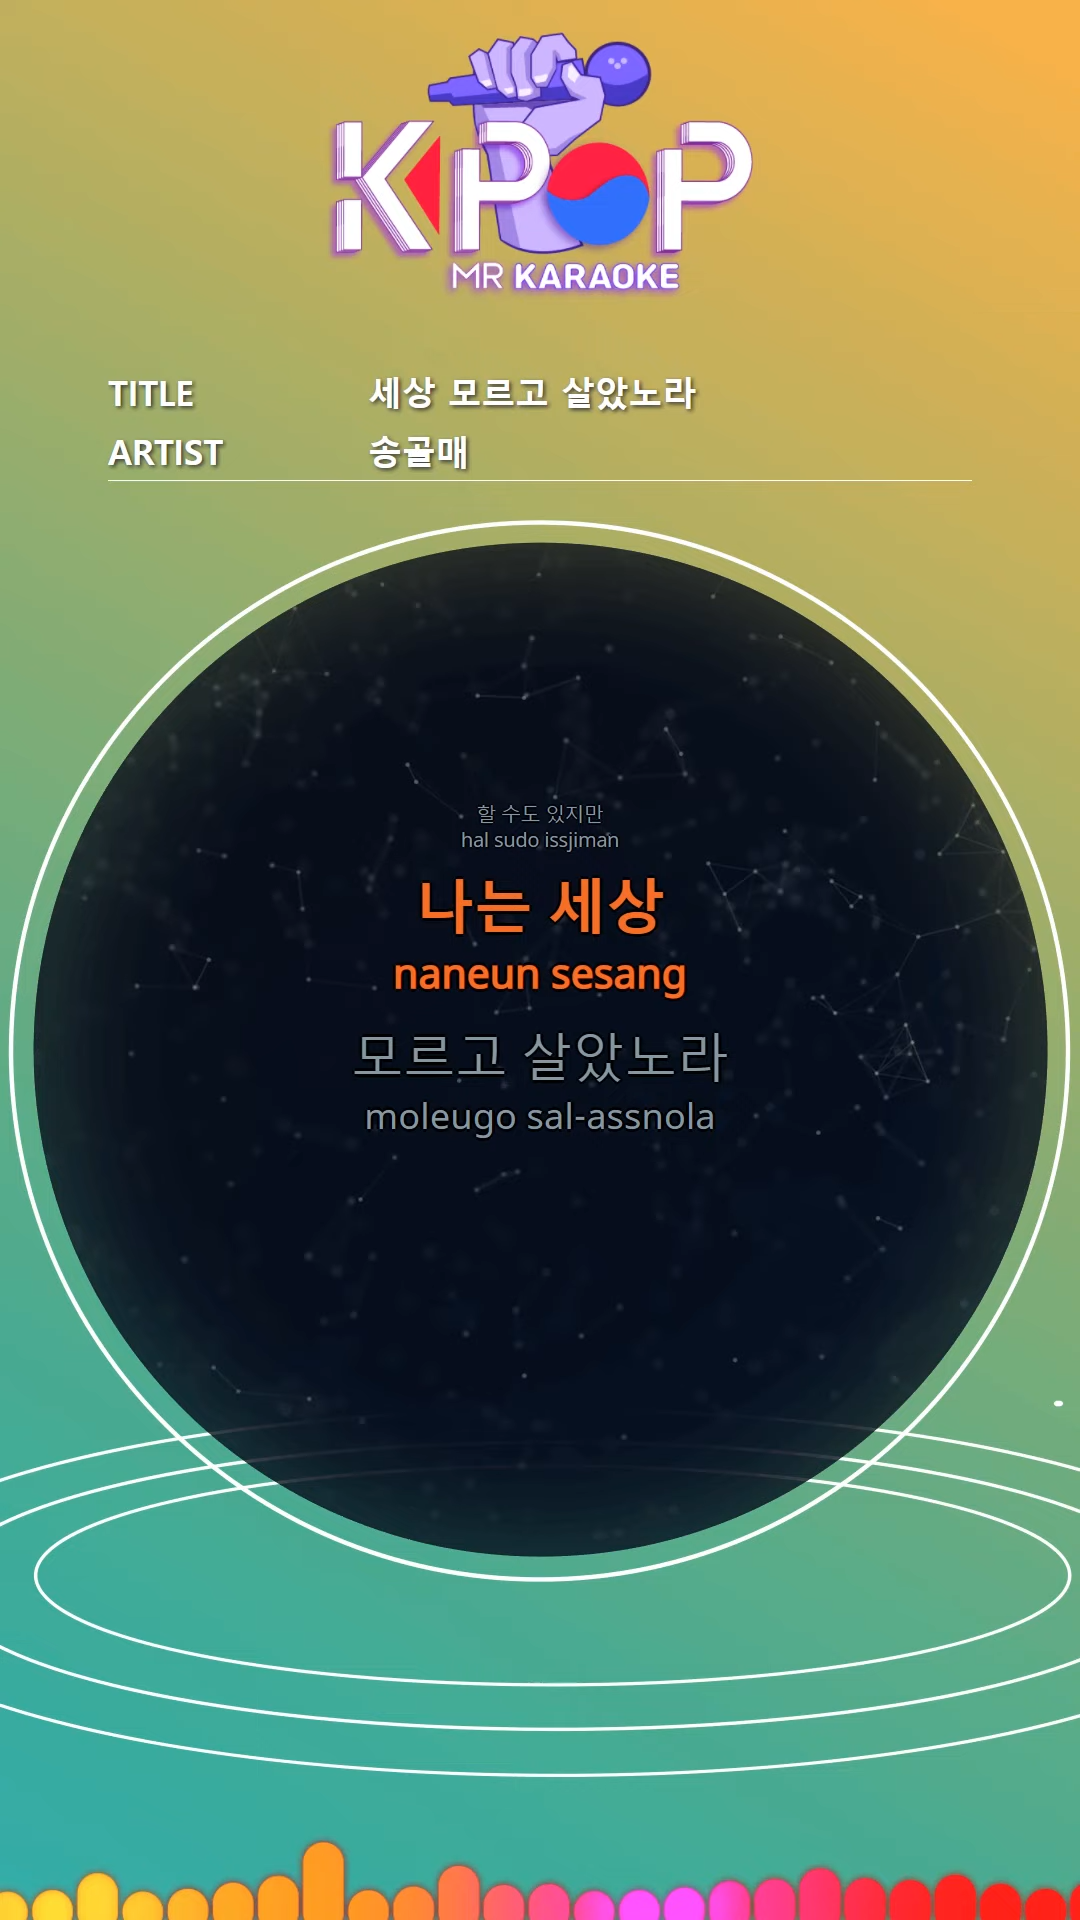 KPOP
MR KARAOKE
TITLE 세상 모르고 살았노라
ARTIST 송골매
할 수도 있지만
hal sudo issjiman
나는 세상
naneun sesang
모르고 살았노라
moleugo sal-assnola